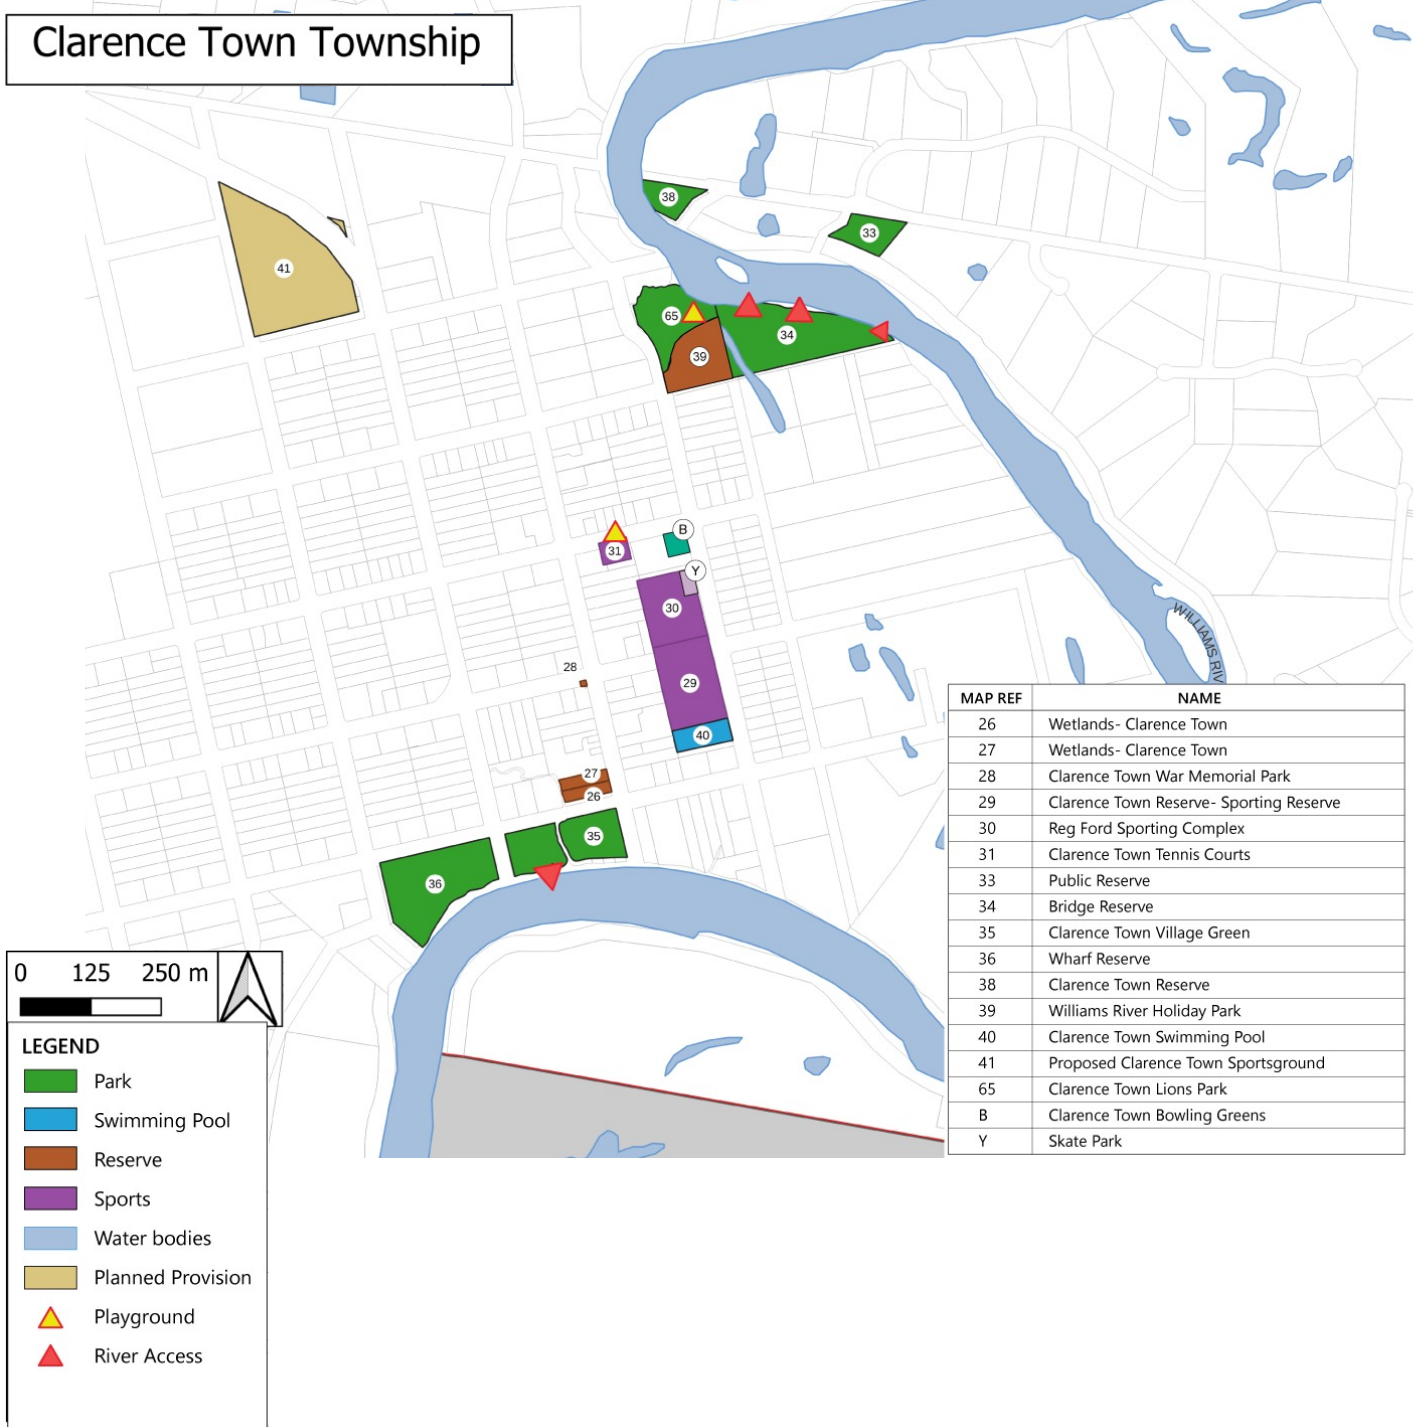 Clarence Town Township
38
33
41
65
34
39
B
31
Y
30
28
29
40
27
26
35
36
WILLIAMS RIV
MAP REF NAME
26 Wetlands- Clarence Town
27 Wetlands- Clarence Town
28 Clarence Town War Memorial Park
29 Clarence Town Reserve- Sporting Reserve
30 Reg Ford Sporting Complex
31 Clarence Town Tennis Courts
33 Public Reserve
34 Bridge Reserve
35 Clarence Town Village Green
36 Wharf Reserve
38 Clarence Town Reserve
39 Williams River Holiday Park
40 Clarence Town Swimming Pool
41 Proposed Clarence Town Sportsground
65 Clarence Town Lions Park
B Clarence Town Bowling Greens
Y Skate Park
0 125 250 m
LEGEND
Park
Swimming Pool
Reserve
Sports
Water bodies
Planned Provision
Playground
River Access